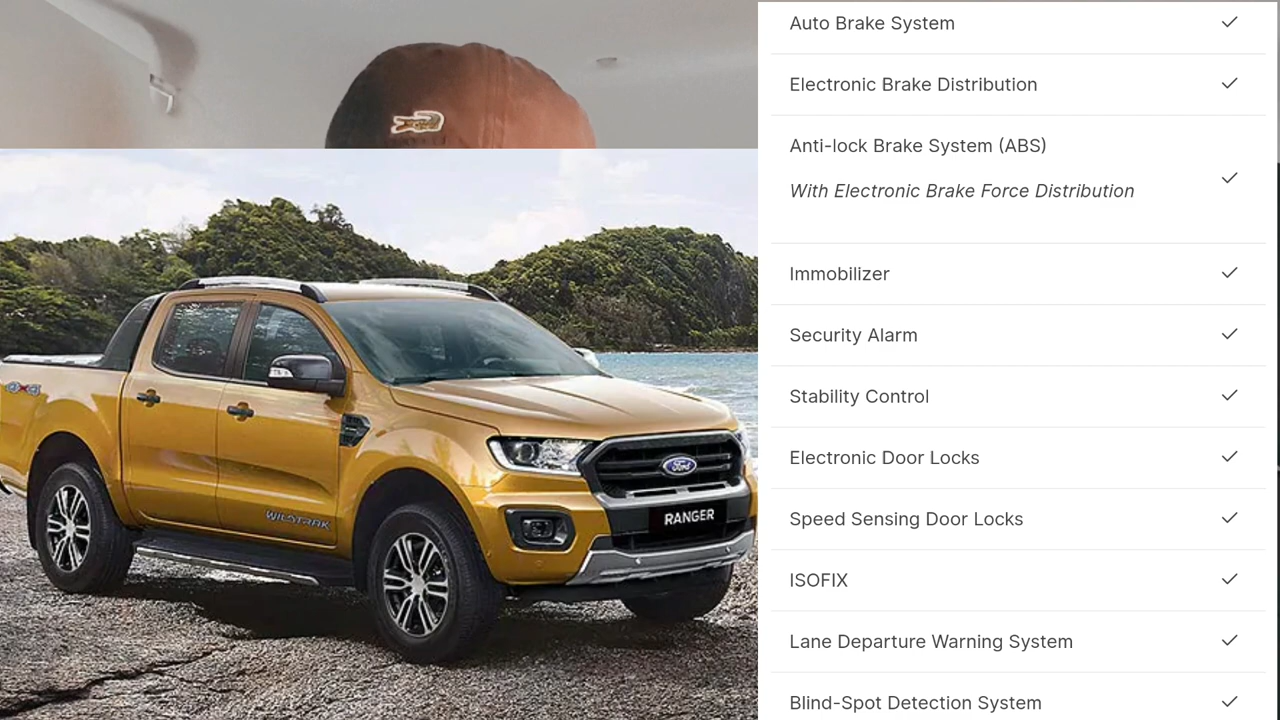 4x4
WILDTRAK
Ford
RANGER
Auto Brake System
Electronic Brake Distribution
Anti-lock Brake System (ABS)
With Electronic Brake Force Distribution
Immobilizer
Security Alarm
Stability Control
Electronic Door Locks
Speed Sensing Door Locks
ISOFIX
Lane Departure Warning System
Blind-Spot Detection System